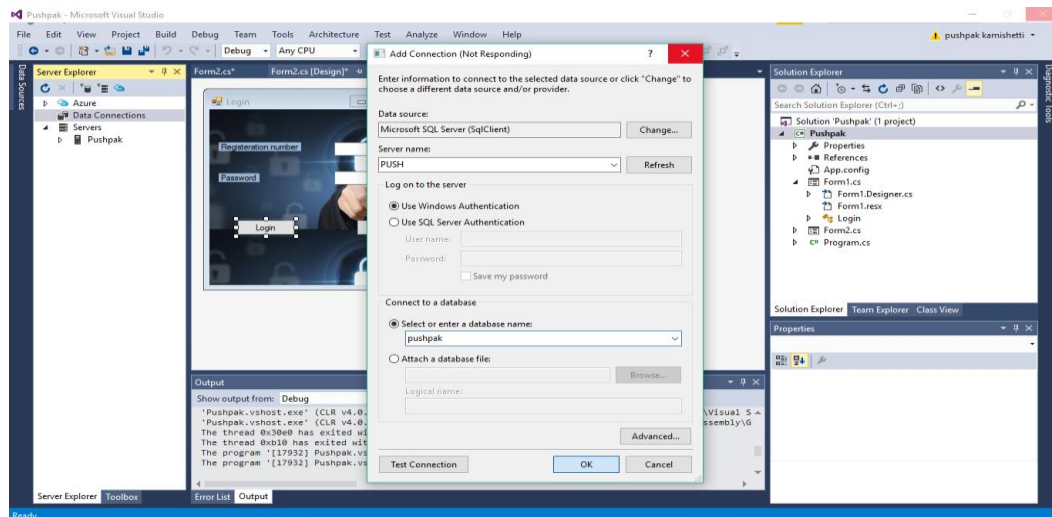 Pushpak - Microsoft Visual Studio
File Edit View Project Build Debug Team Tools Architecture Test Analyze Window Help
pushpak kamishetti
Debug Any CPU
Data Sources
Server Explorer
Azure
Data Connections
Servers
Pushpak
Server Explorer Toolbox
Form2.cs* Form2.cs [Design]*
Login
Registeration number
Password
Login
Add Connection (Not Responding) ?
Enter information to connect to the selected data source or click "Change" to
choose a different data source and/or provider.
Data source:
Microsoft SQL Server (SqlClient) Change...
Server name:
PUSH Refresh
Log on to the server
Use Windows Authentication
Use SQL Server Authentication
User name:
Password:
Save my password
Connect to a database
Select or enter a database name:
pushpak
Attach a database file:
Browse...
Logical name:
Advanced...
Test Connection OK Cancel
Output
Show output from: Debug
'Pushpak.vshost.exe' (CLR v4.0. \Visual S
'Pushpak.vshost.exe' (CLR v4.0. ssembly\G
The thread 0x30e0 has exited wi
The thread 0xb10 has exited wit
The program '[17932] Pushpak.vs
The program '[17932] Pushpak.vs
Error List Output
Solution Explorer
Search Solution Explorer (Ctrl+;)
Solution 'Pushpak' (1 project)
Pushpak
Properties
References
App.config
Form1.cs
Form1.Designer.cs
Form1.resx
Login
Form2.cs
Program.cs
Solution Explorer Team Explorer Class View
Properties
Diagnostic Tools
Ready